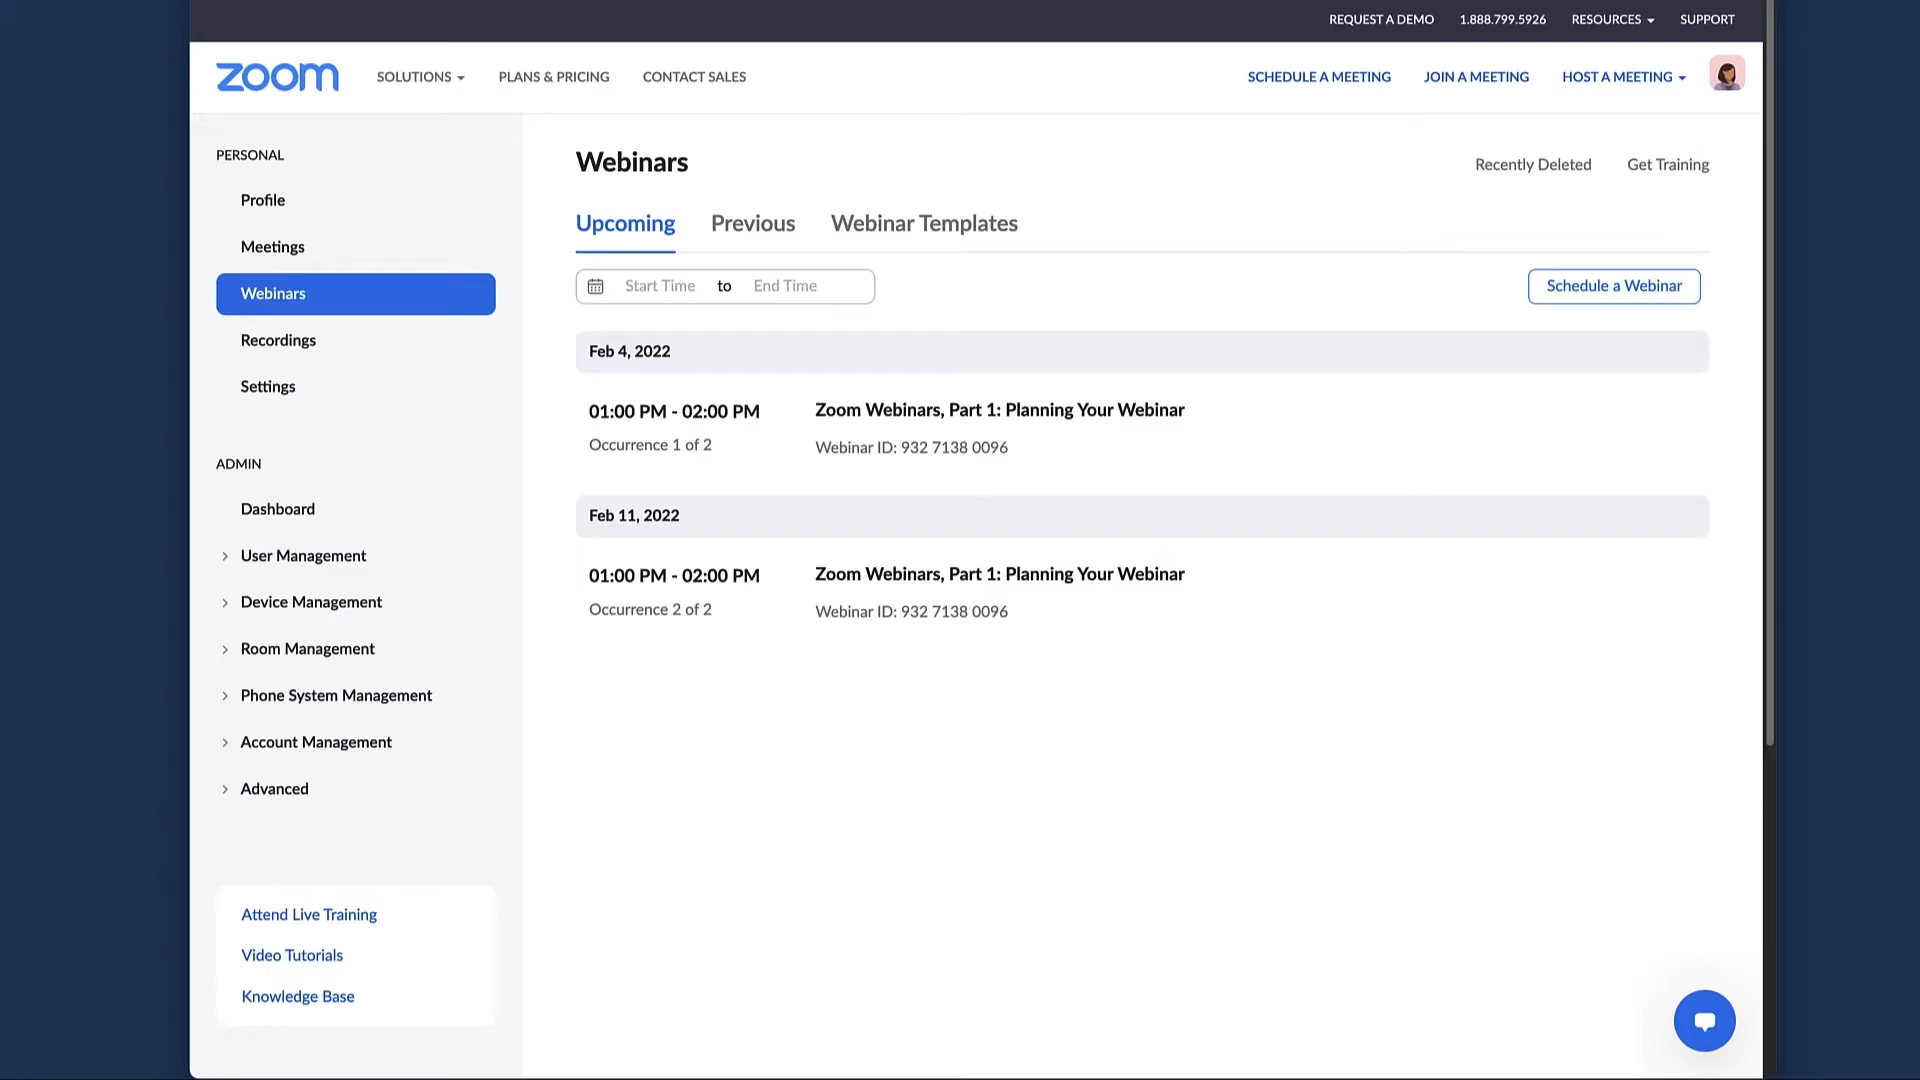 REQUEST A DEMO 1.888.799.5926 RESOURCES SUPPORT
zoom SOLUTIONS PLANS & PRICING CONTACT SALES SCHEDULE A MEETING JOIN A MEETING HOST A MEETING
PERSONAL
Profile
Meetings
Webinars
Recordings
Settings
ADMIN
Dashboard
User Management
Device Management
Room Management
Phone System Management
Account Management
Advanced
Attend Live Training
Video Tutorials
Knowledge Base
Webinars
Recently Deleted Get Training
Upcoming Previous Webinar Templates
Start Time to End Time
Schedule a Webinar
Feb 4, 2022
01:00 PM - 02:00 PM Zoom Webinars, Part 1: Planning Your Webinar
Occurrence 1 of 2 Webinar ID: 932 7138 0096
Feb 11, 2022
01:00 PM - 02:00 PM Zoom Webinars, Part 1: Planning Your Webinar
Occurrence 2 of 2 Webinar ID: 932 7138 0096